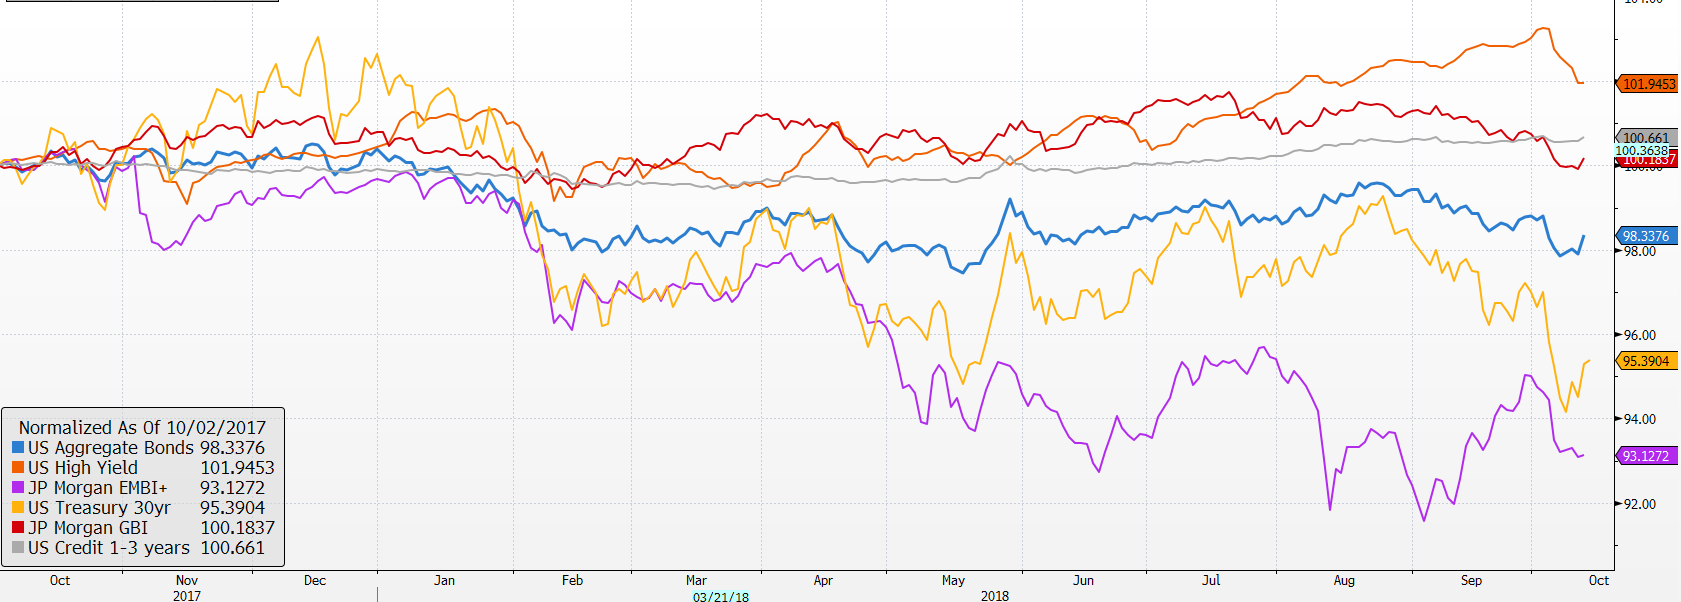 104.00
101.9453
100.661
100.3638
100.1837
100.00
98.3376
98.00
96.00
95.3904
94.00
93.1272
92.00
Normalized As Of 10/02/2017
US Aggregate Bonds 98.3376
US High Yield 101.9453
JP Morgan EMBI+ 93.1272
US Treasury 30yr 95.3904
JP Morgan GBI 100.1837
US Credit 1-3 years 100.661
Oct Nov Dec Jan Feb Mar Apr May Jun Jul Aug Sep Oct
2017 03/21/18 2018